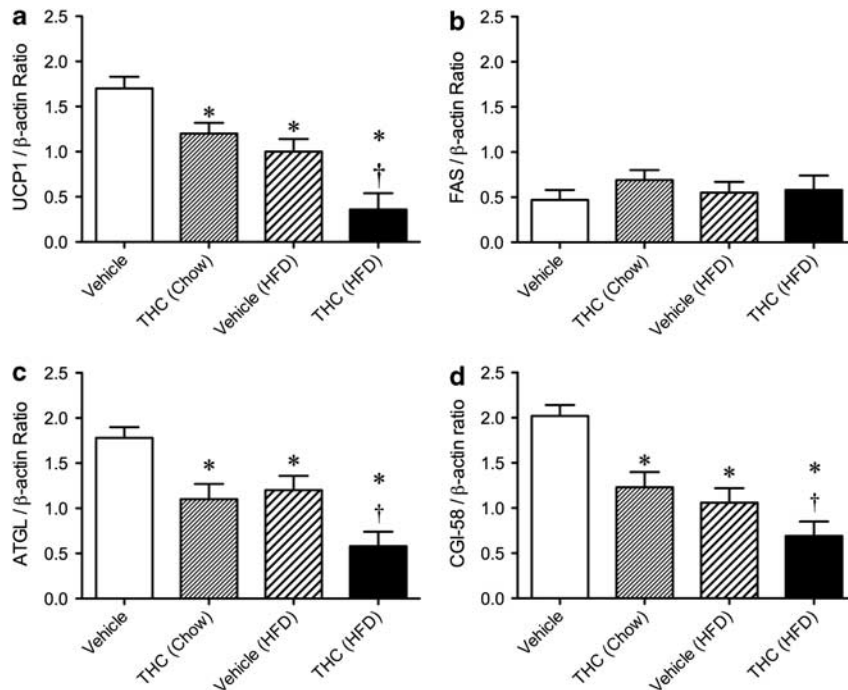 a
UCP1 / β-actin Ratio
2.5
2.0
1.5
1.0
0.5
0.0
*
*
*
†
Vehicle
THC (Chow)
Vehicle (HFD)
THC (HFD)
b
FAS / β-actin Ratio
2.5
2.0
1.5
1.0
0.5
0.0
Vehicle
THC (Chow)
Vehicle (HFD)
THC (HFD)
c
ATGL / β-actin Ratio
2.5
2.0
1.5
1.0
0.5
0.0
*
*
*
†
Vehicle
THC (Chow)
Vehicle (HFD)
THC (HFD)
d
CGI-58 / β-actin ratio
2.5
2.0
1.5
1.0
0.5
0.0
*
*
*
†
Vehicle
THC (Chow)
Vehicle (HFD)
THC (HFD)